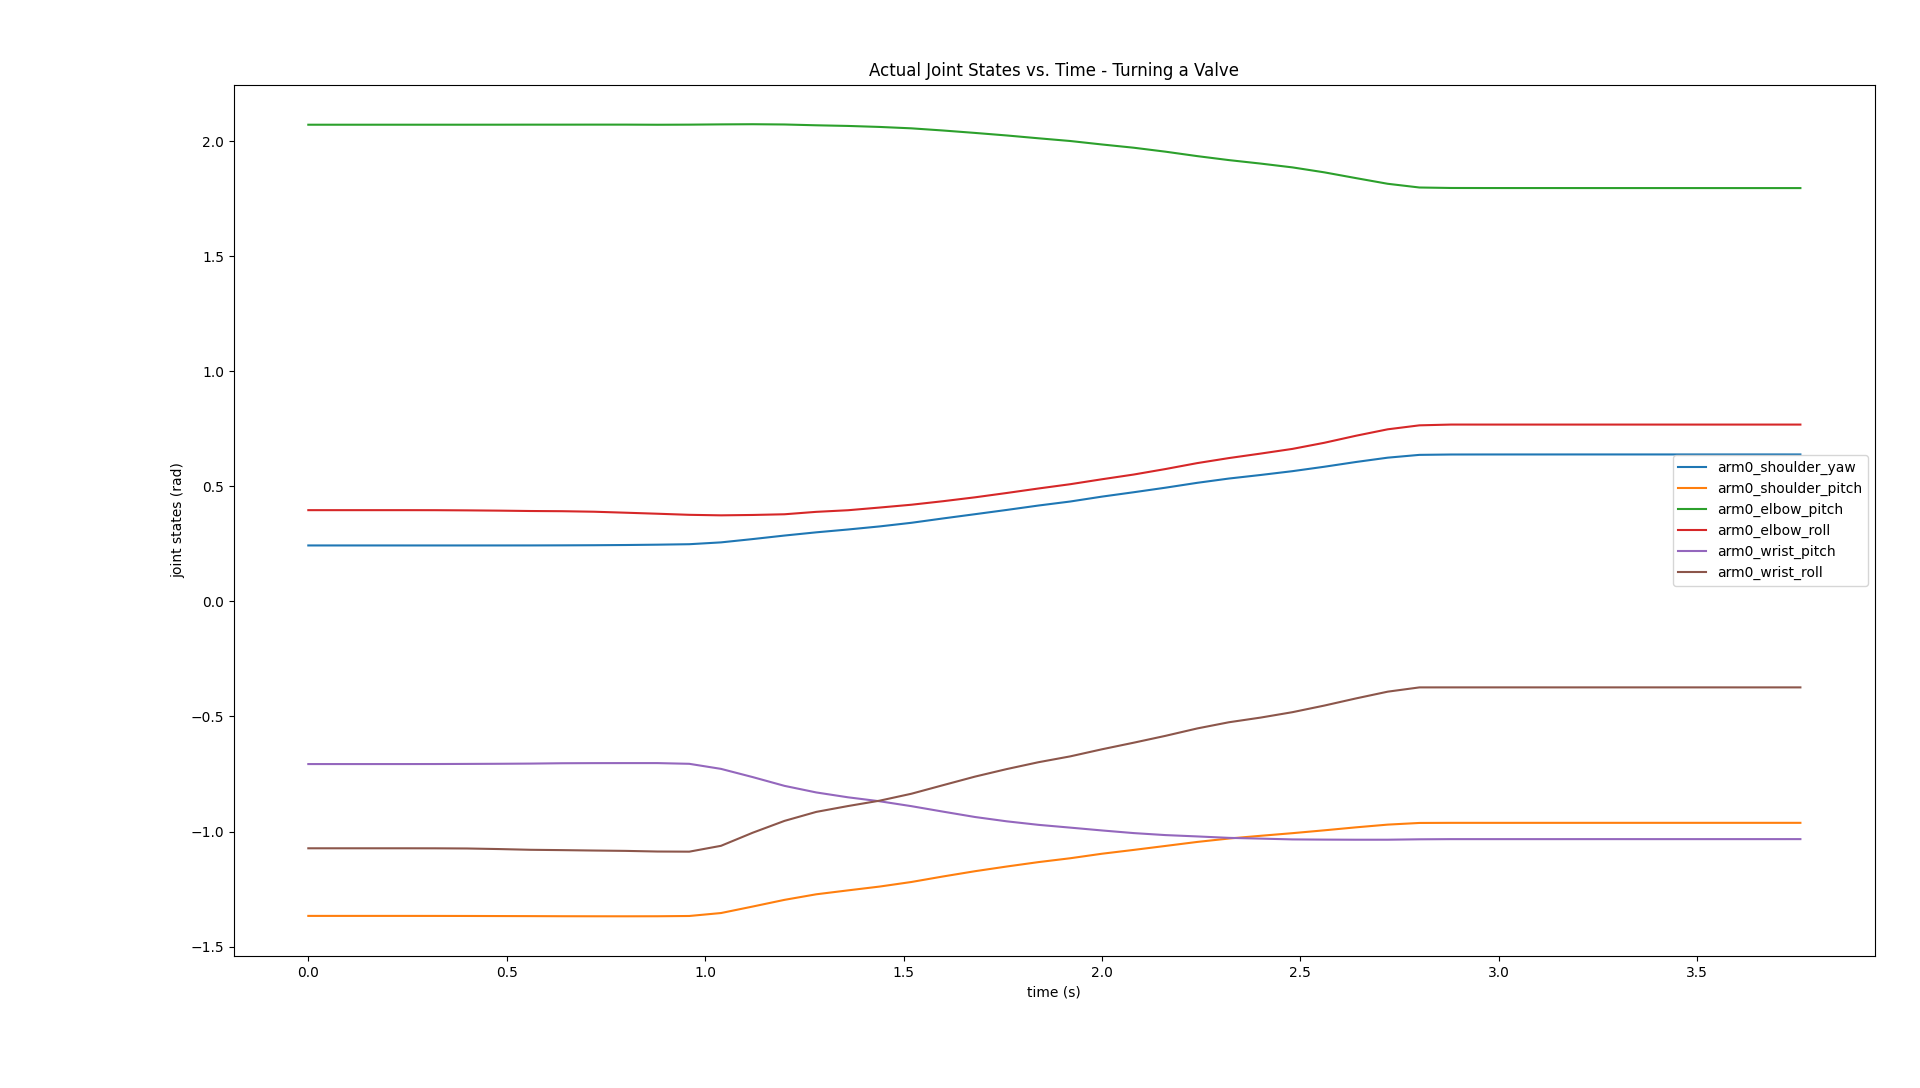 Actual Joint States vs. Time - Turning a Valve
joint states (rad)
2.0
1.5
1.0
0.5
0.0
−0.5
−1.0
−1.5
arm0_shoulder_yaw
arm0_shoulder_pitch
arm0_elbow_pitch
arm0_elbow_roll
arm0_wrist_pitch
arm0_wrist_roll
0.0 0.5 1.0 1.5 2.0 2.5 3.0 3.5
time (s)